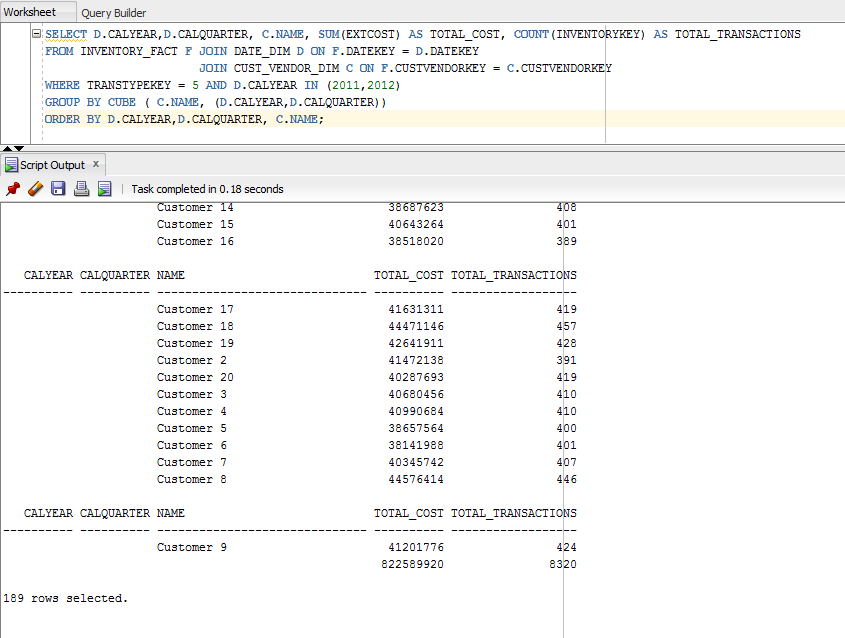 Worksheet Query Builder
SELECT D.CALYEAR,D.CALQUARTER, C.NAME, SUM(EXTCOST) AS TOTAL_COST, COUNT(INVENTORYKEY) AS TOTAL_TRANSACTIONS
FROM INVENTORY_FACT F JOIN DATE_DIM D ON F.DATEKEY = D.DATEKEY
JOIN CUST_VENDOR_DIM C ON F.CUSTVENDORKEY = C.CUSTVENDORKEY
WHERE TRANSTYPEKEY = 5 AND D.CALYEAR IN (2011,2012)
GROUP BY CUBE ( C.NAME, (D.CALYEAR,D.CALQUARTER))
ORDER BY D.CALYEAR,D.CALQUARTER, C.NAME;
Script Output x
Task completed in 0.18 seconds
Customer 14 38687623 408
Customer 15 40643264 401
Customer 16 38518020 389
CALYEAR CALQUARTER NAME TOTAL_COST TOTAL_TRANSACTIONS
---------- ---------- ------------------------------ ---------- ------------------
Customer 17 41631311 419
Customer 18 44471146 457
Customer 19 42641911 428
Customer 2 41472138 391
Customer 20 40287693 419
Customer 3 40680456 410
Customer 4 40990684 410
Customer 5 38657564 400
Customer 6 38141988 401
Customer 7 40345742 407
Customer 8 44576414 446
CALYEAR CALQUARTER NAME TOTAL_COST TOTAL_TRANSACTIONS
---------- ---------- ------------------------------ ---------- ------------------
Customer 9 41201776 424
822589920 8320
189 rows selected.